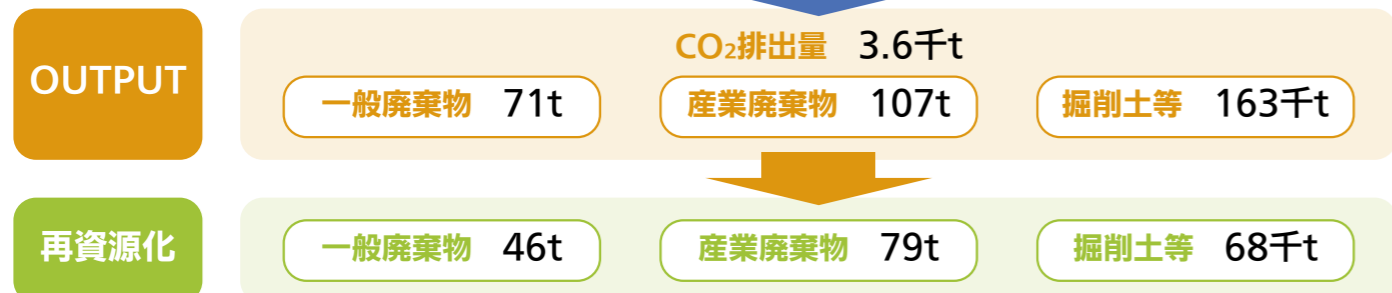 OUTPUT
CO₂排出量 3.6千t
一般廃棄物 71t 産業廃棄物 107t 掘削土等 163千t
再資源化
一般廃棄物 46t 産業廃棄物 79t 掘削土等 68千t